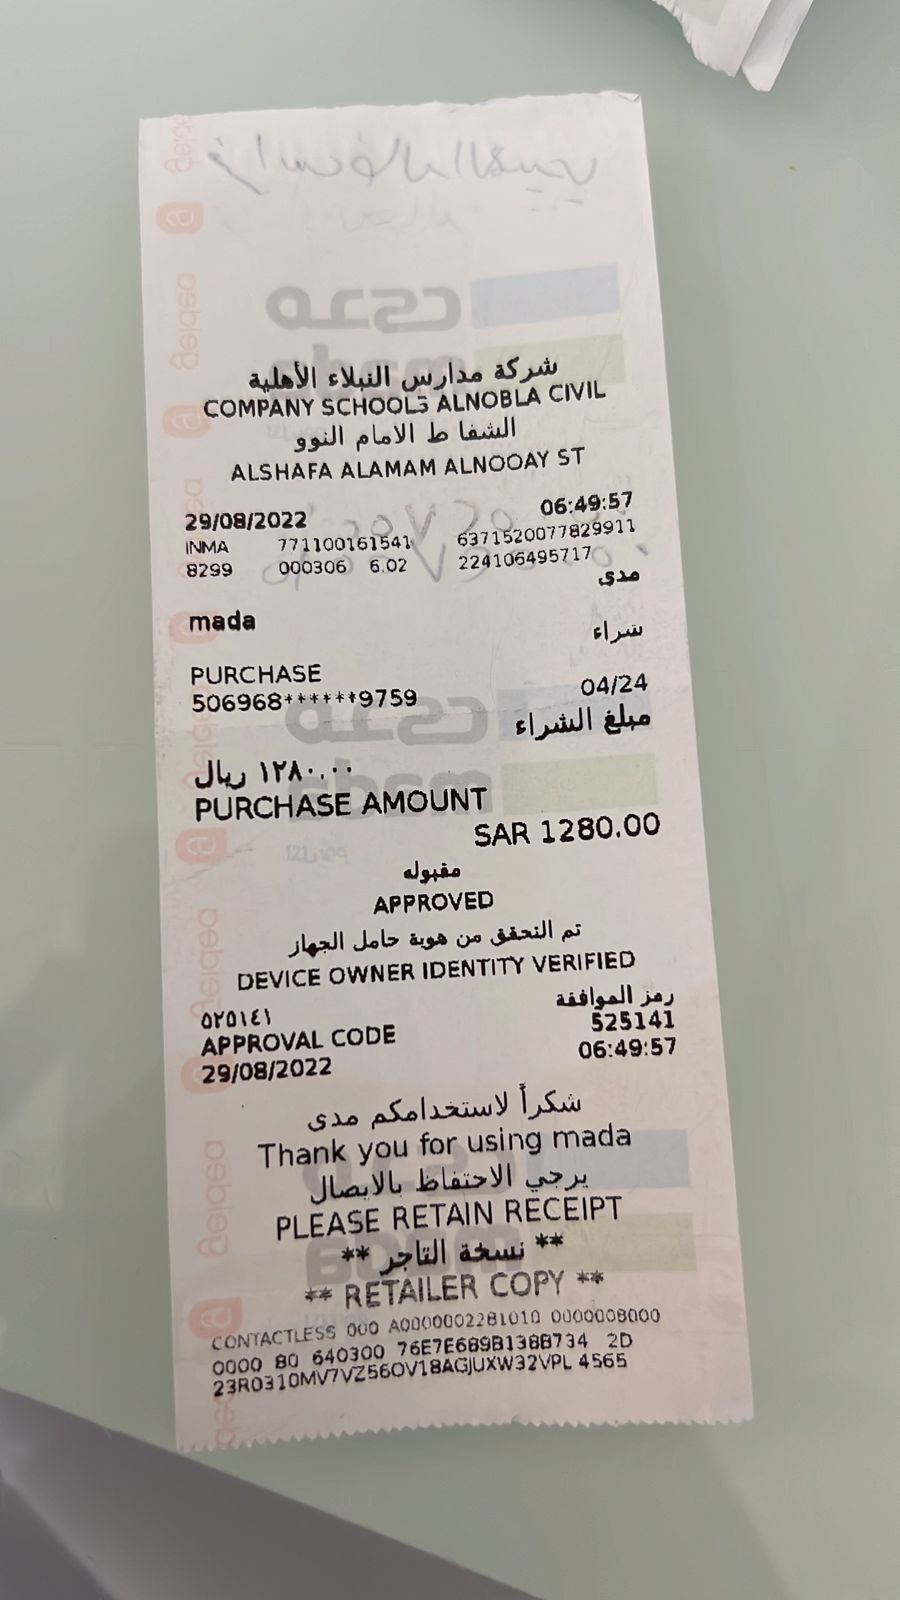 شركة مدارس النبلاء الأهلية
COMPANY SCHOOLS ALNOBLA CIVIL
الشفا ط الامام النوو
ALSHAFA ALAMAM ALNOOAY ST
29/08/2022 06:49:57
INMA 771100161541 6371520077829911
8299 000306 6.02 224106495717
مدى
mada
شراء
PURCHASE
506968******9759 04/24
مبلغ الشراء
١٢٨٠.٠٠ ريال
PURCHASE AMOUNT
SAR 1280.00
مقبوله
APPROVED
تم التحقق من هوية حامل الجهاز
DEVICE OWNER IDENTITY VERIFIED
رمز الموافقة
٥٢٥١٤١ 525141
APPROVAL CODE
29/08/2022 06:49:57
شكراً لاستخدامكم مدى
Thank you for using mada
يرجي الاحتفاظ بالايصال
PLEASE RETAIN RECEIPT
** نسخة التاجر **
** RETAILER COPY **
CONTACTLESS 000 A0000002281010 0000008000
0000 80 640300 76E7E689B138B734 2D
23R0310MV7VZ56OV18AGJUXW32VPL 4565